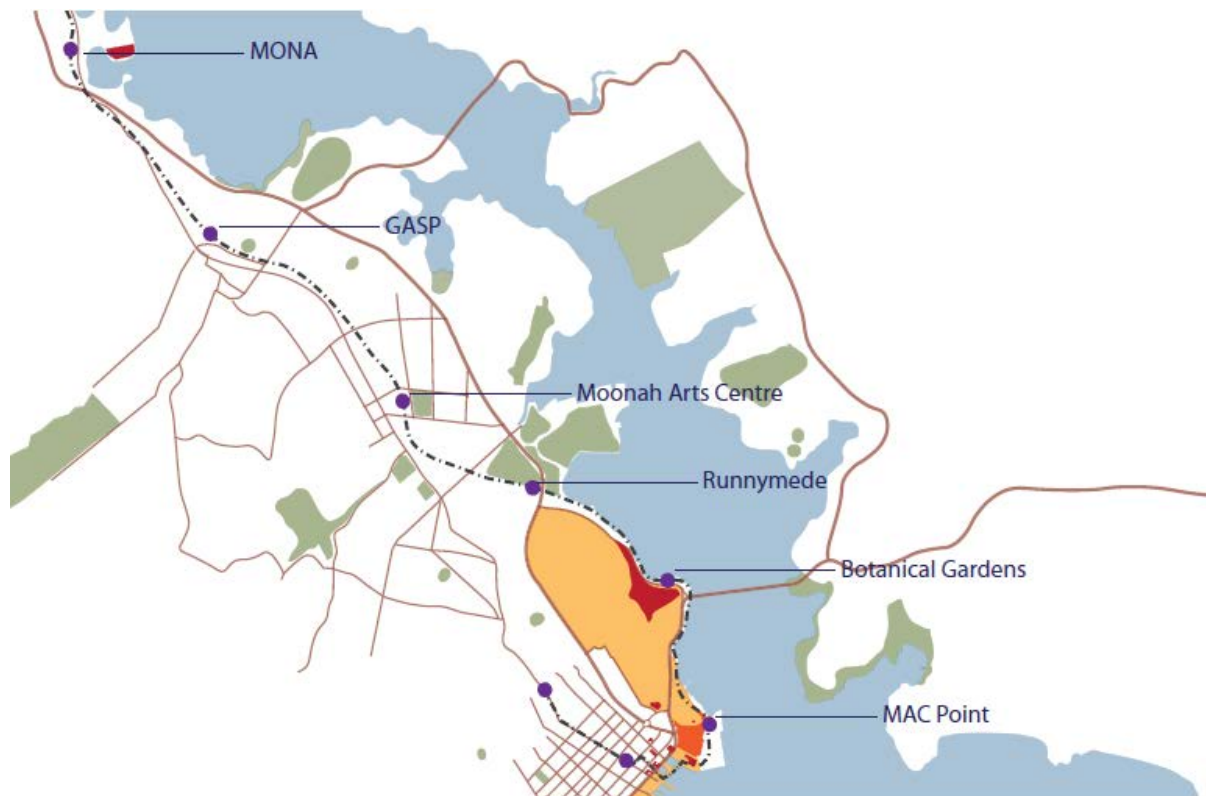 MONA
GASP
Moonah Arts Centre
Runnymede
Botanical Gardens
MAC Point